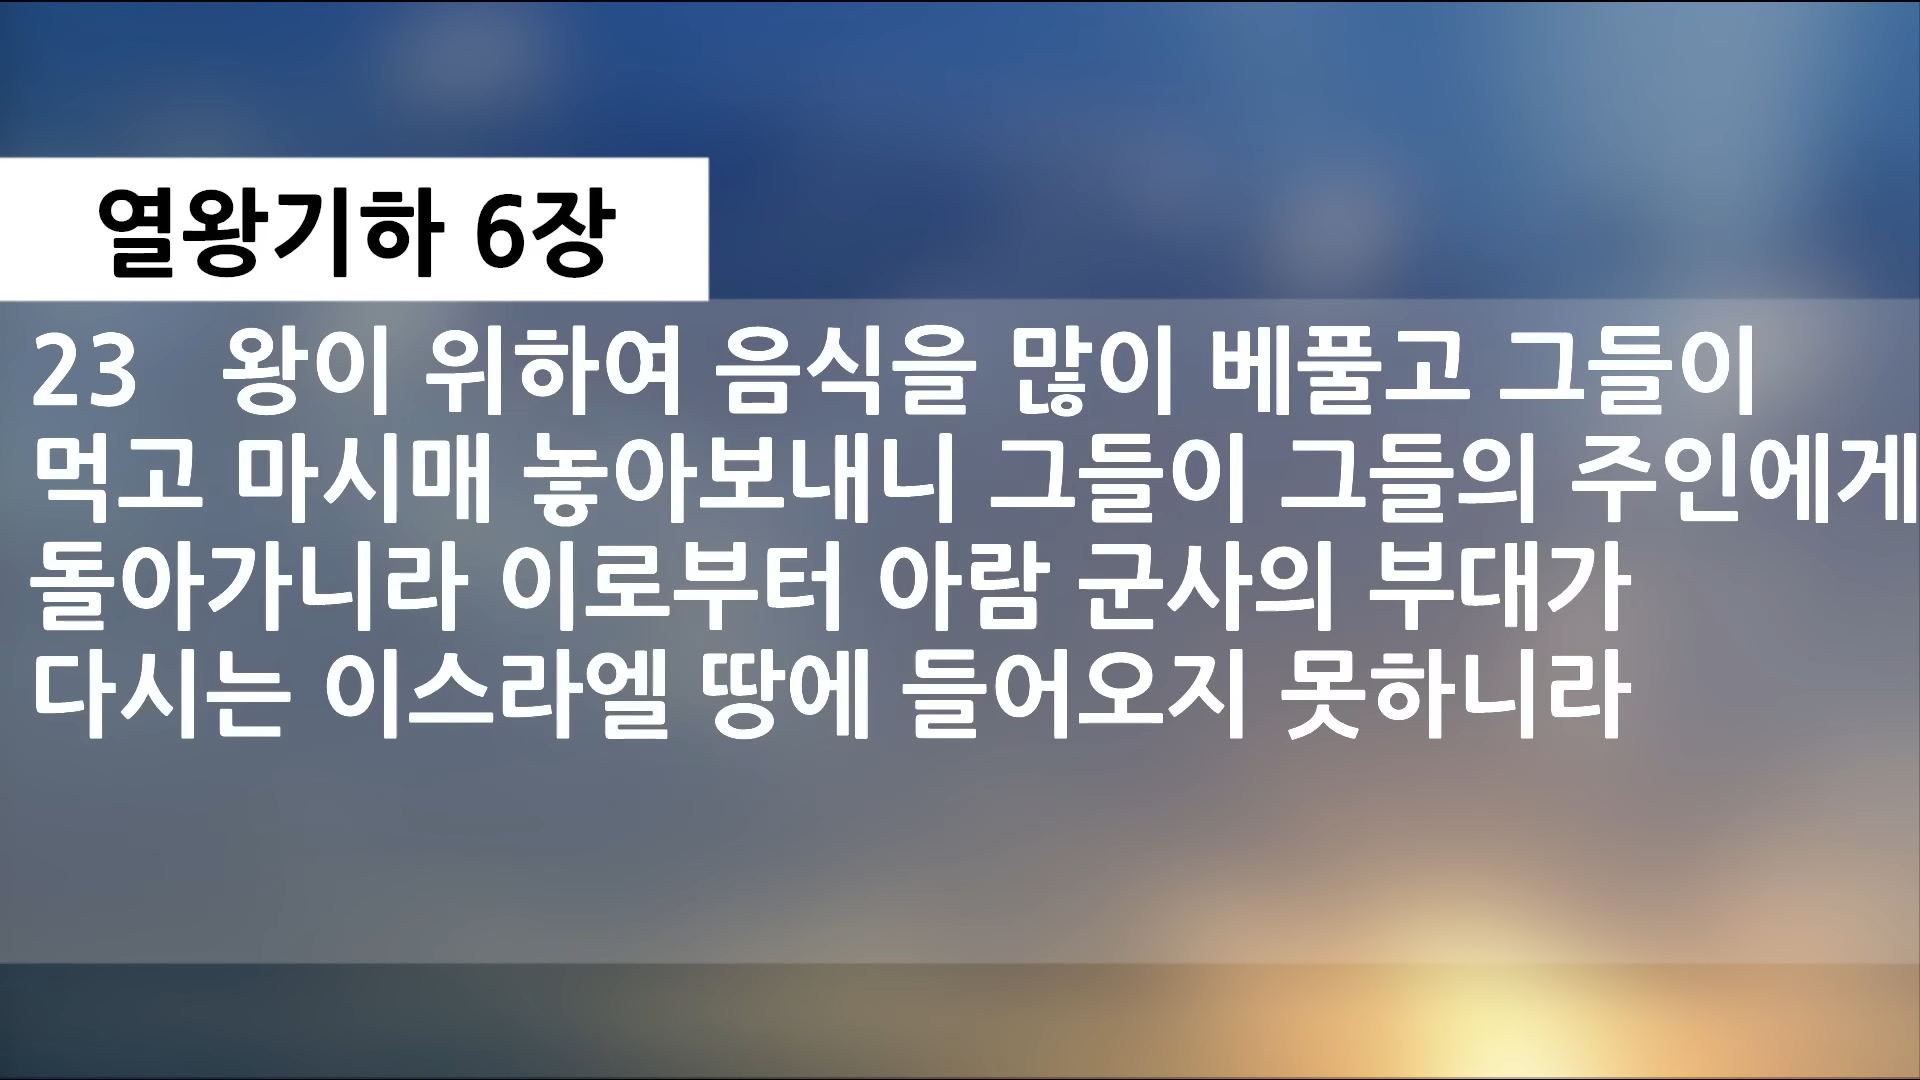 열왕기하 6장
23 왕이 위하여 음식을 많이 베풀고 그들이
먹고 마시매 놓아보내니 그들이 그들의 주인에게
돌아가니라 이로부터 아람 군사의 부대가
다시는 이스라엘 땅에 들어오지 못하니라